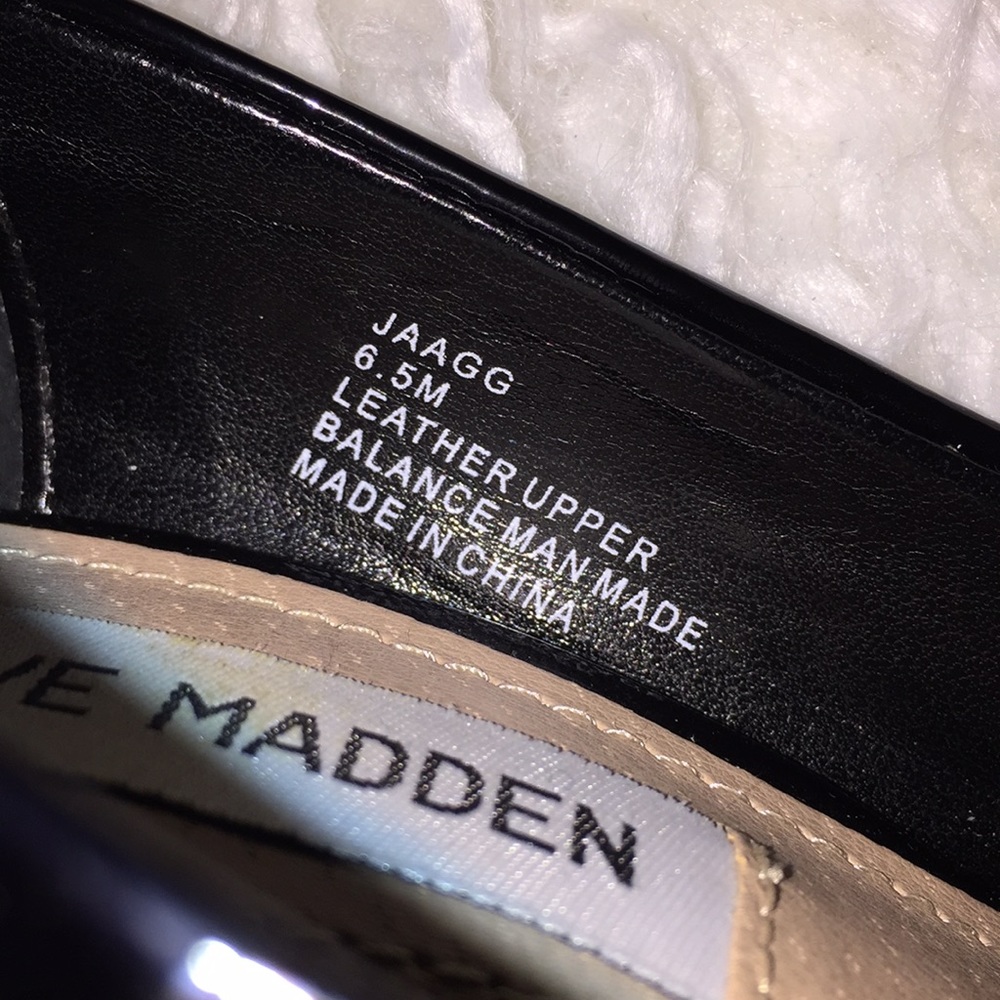 JAAGG
6.5M
LEATHER UPPER
BALANCE MAN MADE
MADE IN CHINA
VE MADDEN